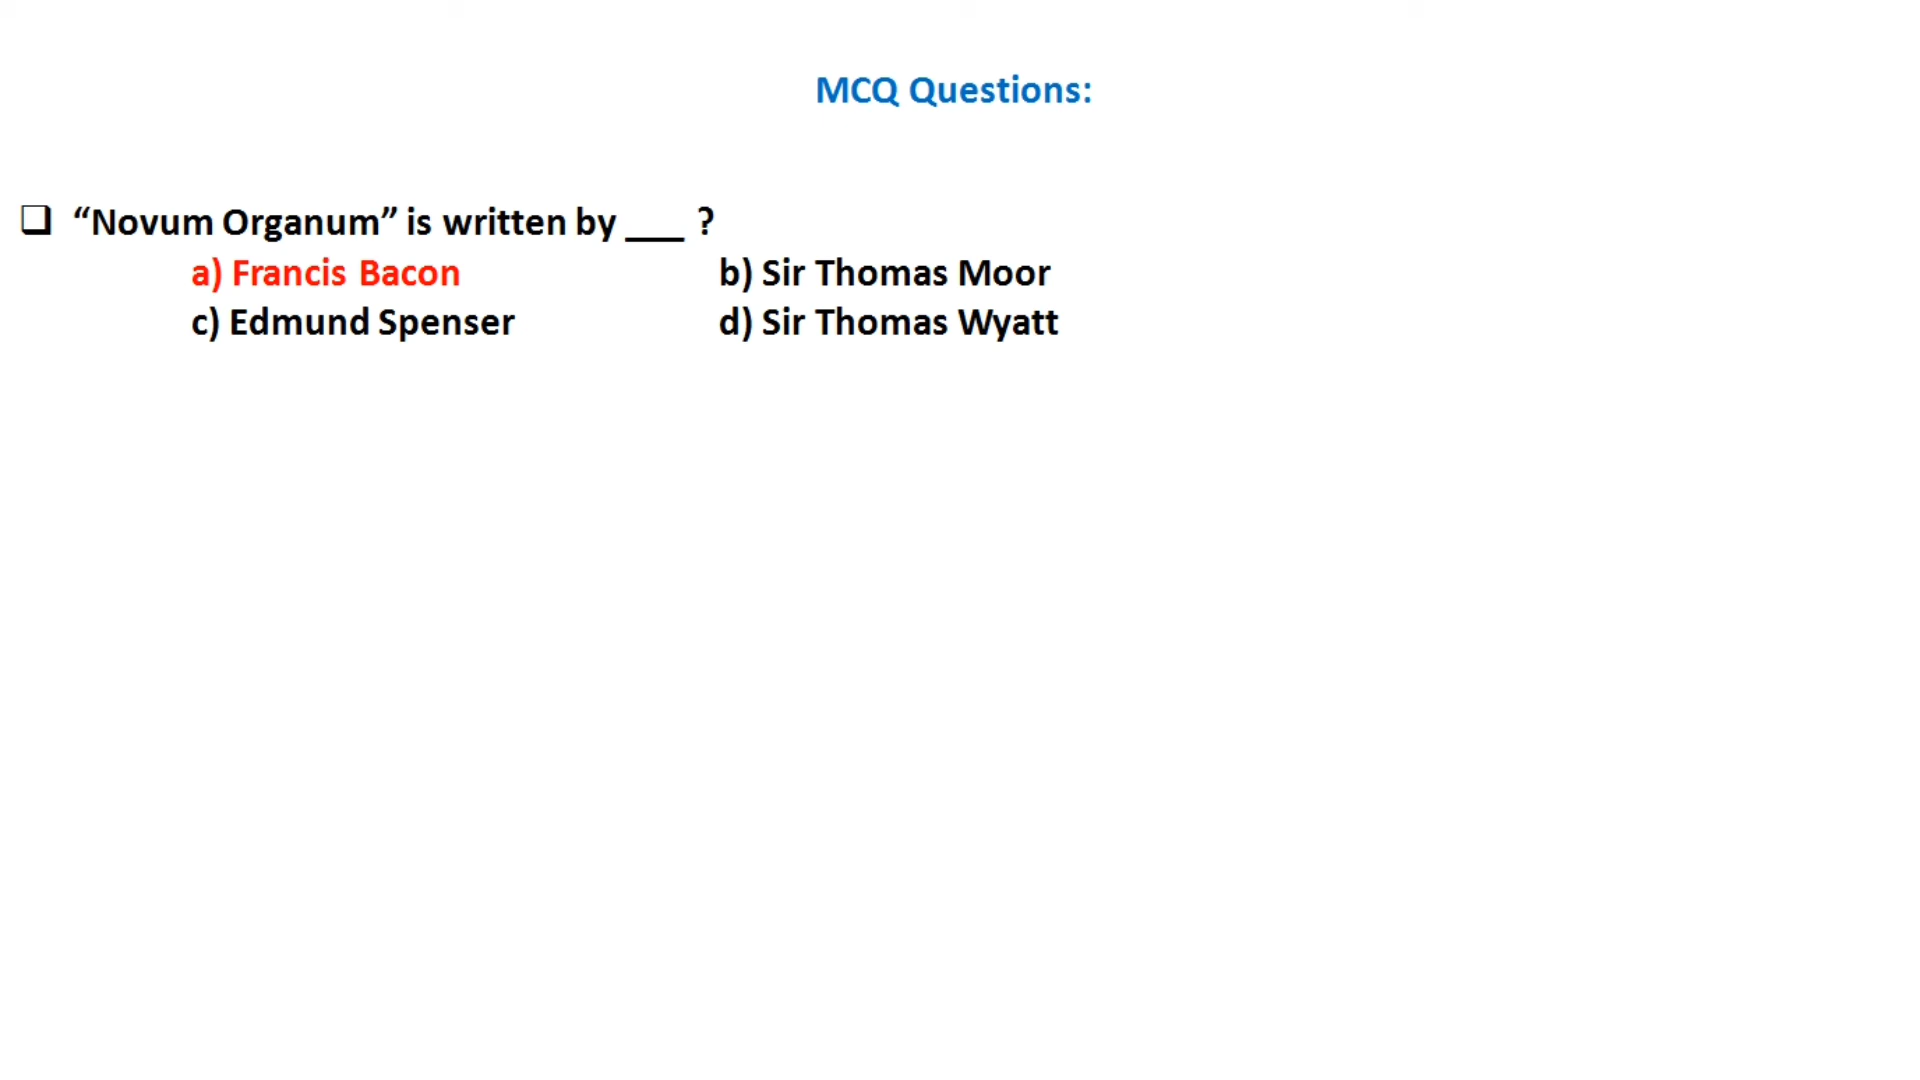 MCQ Questions:
“Novum Organum” is written by ___ ?
a) Francis Bacon b) Sir Thomas Moor
c) Edmund Spenser d) Sir Thomas Wyatt